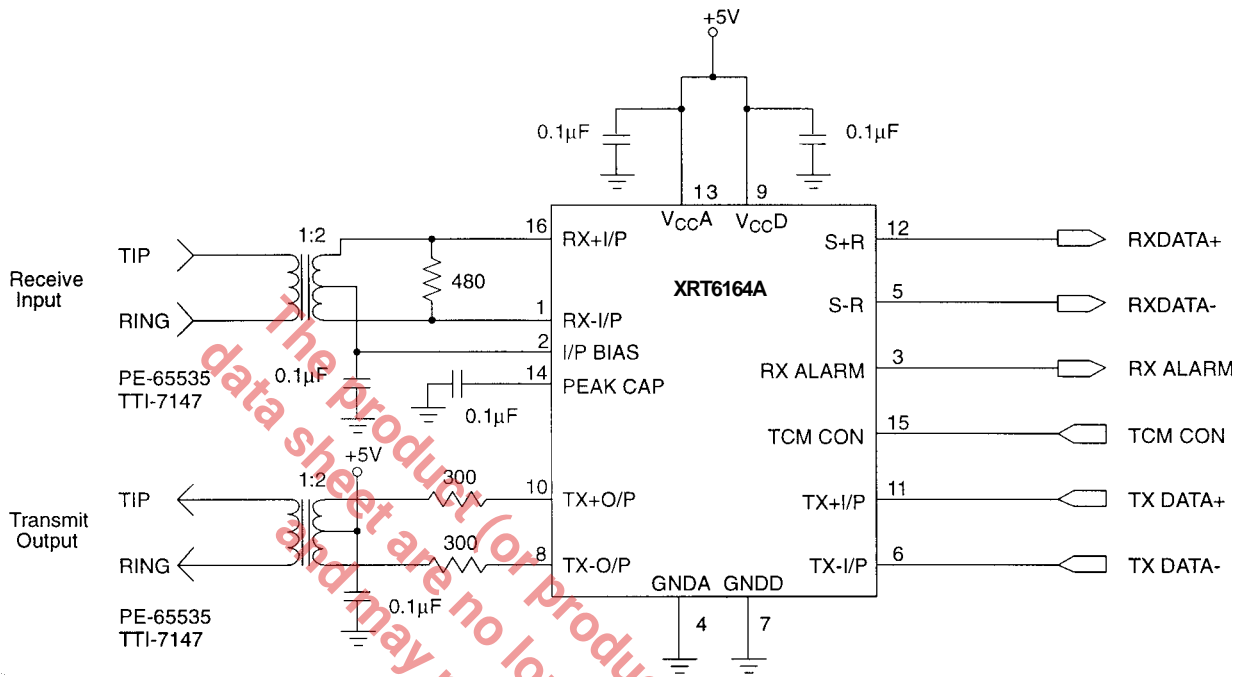 +5V
0.1µF
0.1µF
13
9
VCCA
VCCD
Receive
Input
TIP
RING
1:2
PE-65535
TTI-7147
0.1µF
480
16
RX+I/P
1
RX-I/P
2
I/P BIAS
14
PEAK CAP
0.1µF
XRT6164A
S+R
12
RXDATA+
S-R
5
RXDATA-
RX ALARM
3
RX ALARM
TCM CON
15
TCM CON
TX+I/P
11
TX DATA+
TX-I/P
6
TX DATA-
Transmit
Output
TIP
RING
1:2
+5V
PE-65535
TTI-7147
0.1µF
300
10
TX+O/P
300
8
TX-O/P
GNDA
GNDD
4
7
The product (or produc
data sheet are no lo
and may